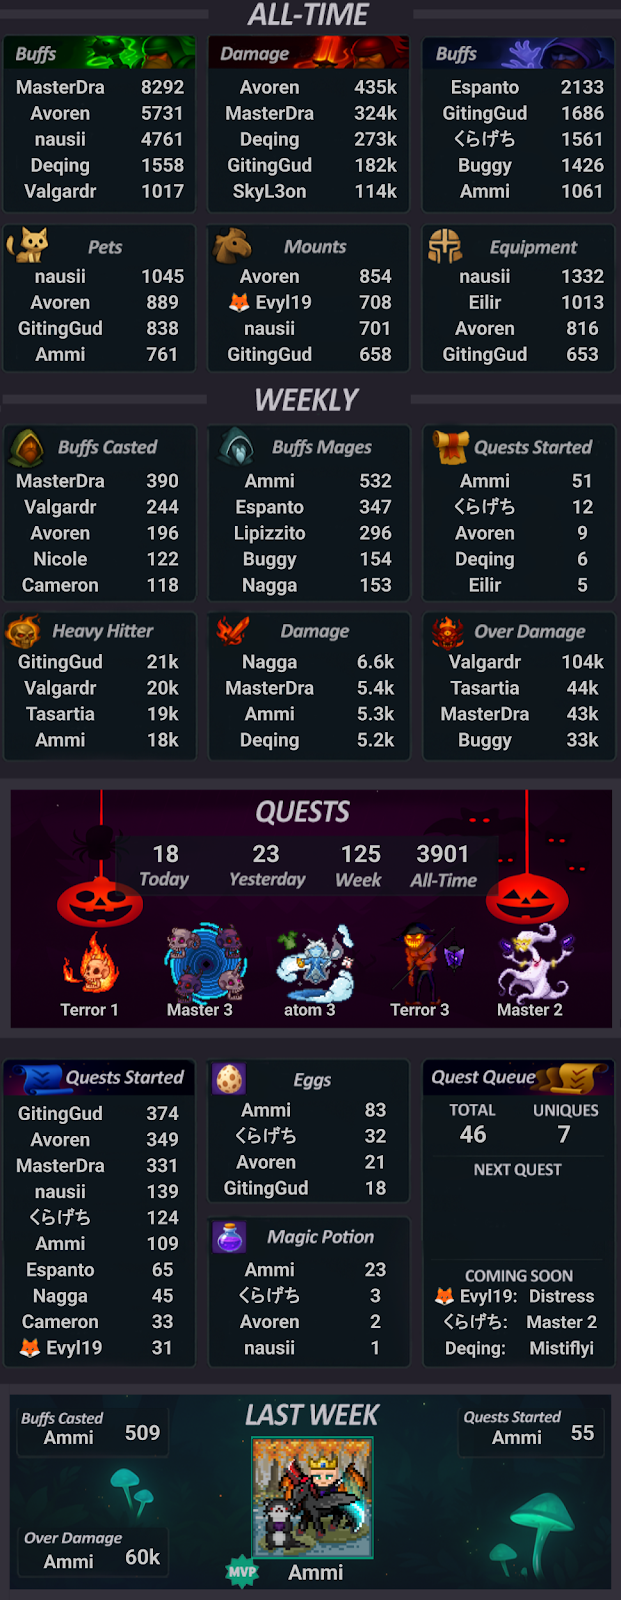 ALL-TIME
Buffs
MasterDra 8292
Avoren 5731
nausii 4761
Deqing 1558
Valgardr 1017
Damage
Avoren 435k
MasterDra 324k
Deqing 273k
GitingGud 182k
SkyL3on 114k
Buffs
Espanto 2133
GitingGud 1686
くらげち 1561
Buggy 1426
Ammi 1061
Pets
nausii 1045
Avoren 889
GitingGud 838
Ammi 761
Mounts
Avoren 854
🦊 Evyl19 708
nausii 701
GitingGud 658
Equipment
nausii 1332
Eilir 1013
Avoren 816
GitingGud 653
WEEKLY
Buffs Casted
MasterDra 390
Valgardr 244
Avoren 196
Nicole 122
Cameron 118
Buffs Mages
Ammi 532
Espanto 347
Lipizzito 296
Buggy 154
Nagga 153
Quests Started
Ammi 51
くらげち 12
Avoren 9
Deqing 6
Eilir 5
Heavy Hitter
GitingGud 21k
Valgardr 20k
Tasartia 19k
Ammi 18k
Damage
Nagga 6.6k
MasterDra 5.4k
Ammi 5.3k
Deqing 5.2k
Over Damage
Valgardr 104k
Tasartia 44k
MasterDra 43k
Buggy 33k
QUESTS
18 23 125 3901
Today Yesterday Week All-Time
Terror 1 Master 3 atom 3 Terror 3 Master 2
Quests Started
GitingGud 374
Avoren 349
MasterDra 331
nausii 139
くらげち 124
Ammi 109
Espanto 65
Nagga 45
Cameron 33
🦊 Evyl19 31
Eggs
Ammi 83
くらげち 32
Avoren 21
GitingGud 18
Magic Potion
Ammi 23
くらげち 3
Avoren 2
nausii 1
Quest Queue
TOTAL UNIQUES
46 7
NEXT QUEST
COMING SOON
🦊 Evyl19: Distress
くらげち: Master 2
Deqing: Mistiflyi
LAST WEEK
Buffs Casted
Ammi 509
Quests Started
Ammi 55
Over Damage
Ammi 60k
MVP
Ammi